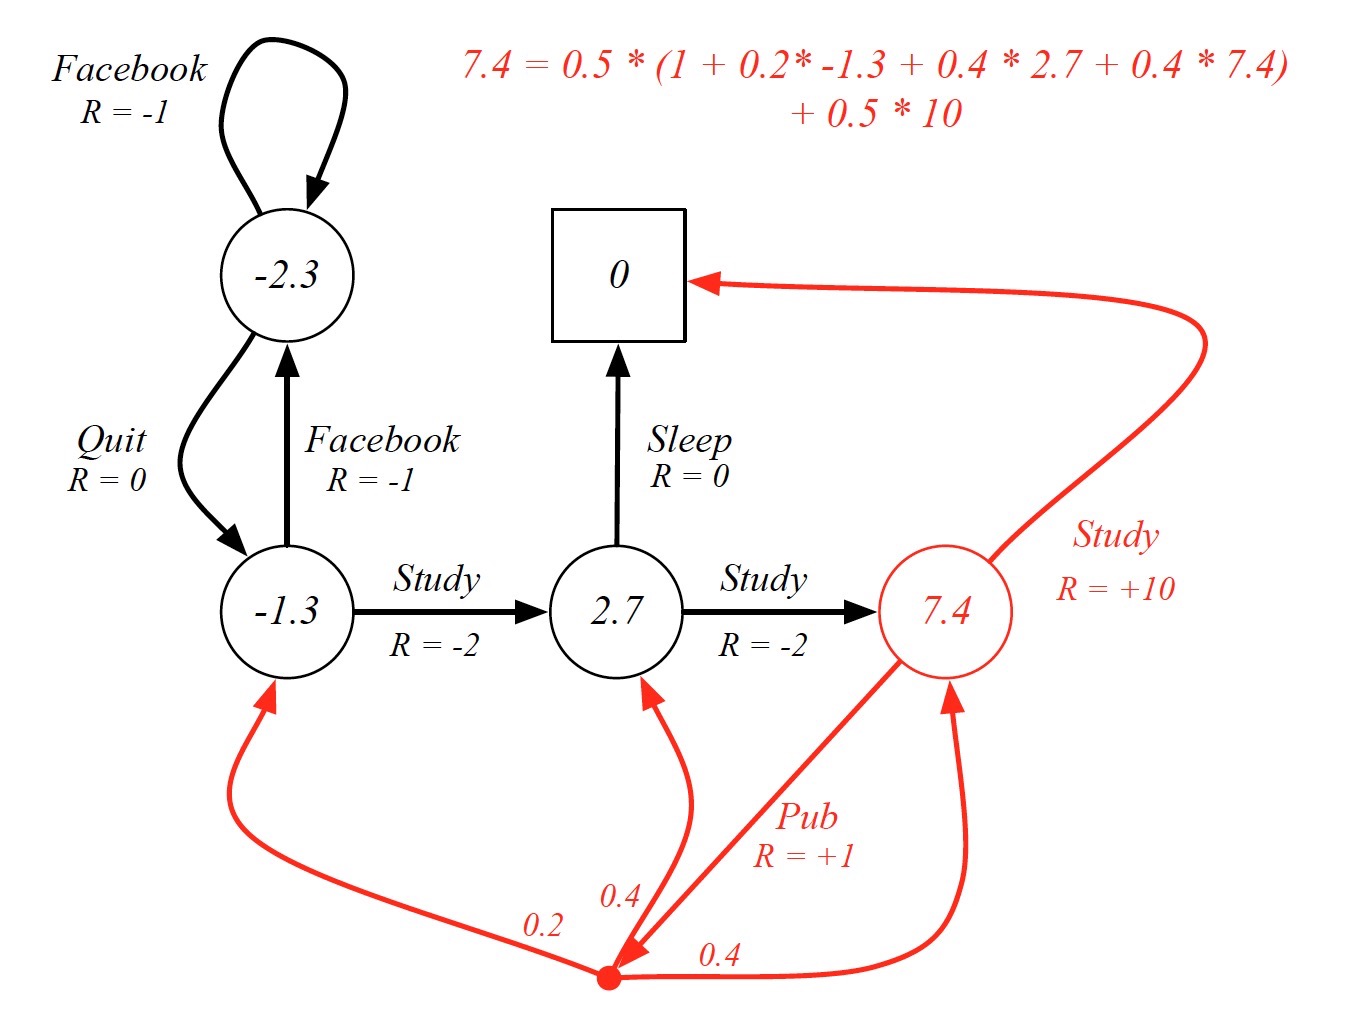 Facebook
R = -1
7.4 = 0.5 * (1 + 0.2* -1.3 + 0.4 * 2.7 + 0.4 * 7.4)
+ 0.5 * 10
-2.3
0
Quit
R = 0
Facebook
R = -1
Sleep
R = 0
Study
R = +10
-1.3
Study
R = -2
2.7
Study
R = -2
7.4
Pub
R = +1
0.2
0.4
0.4